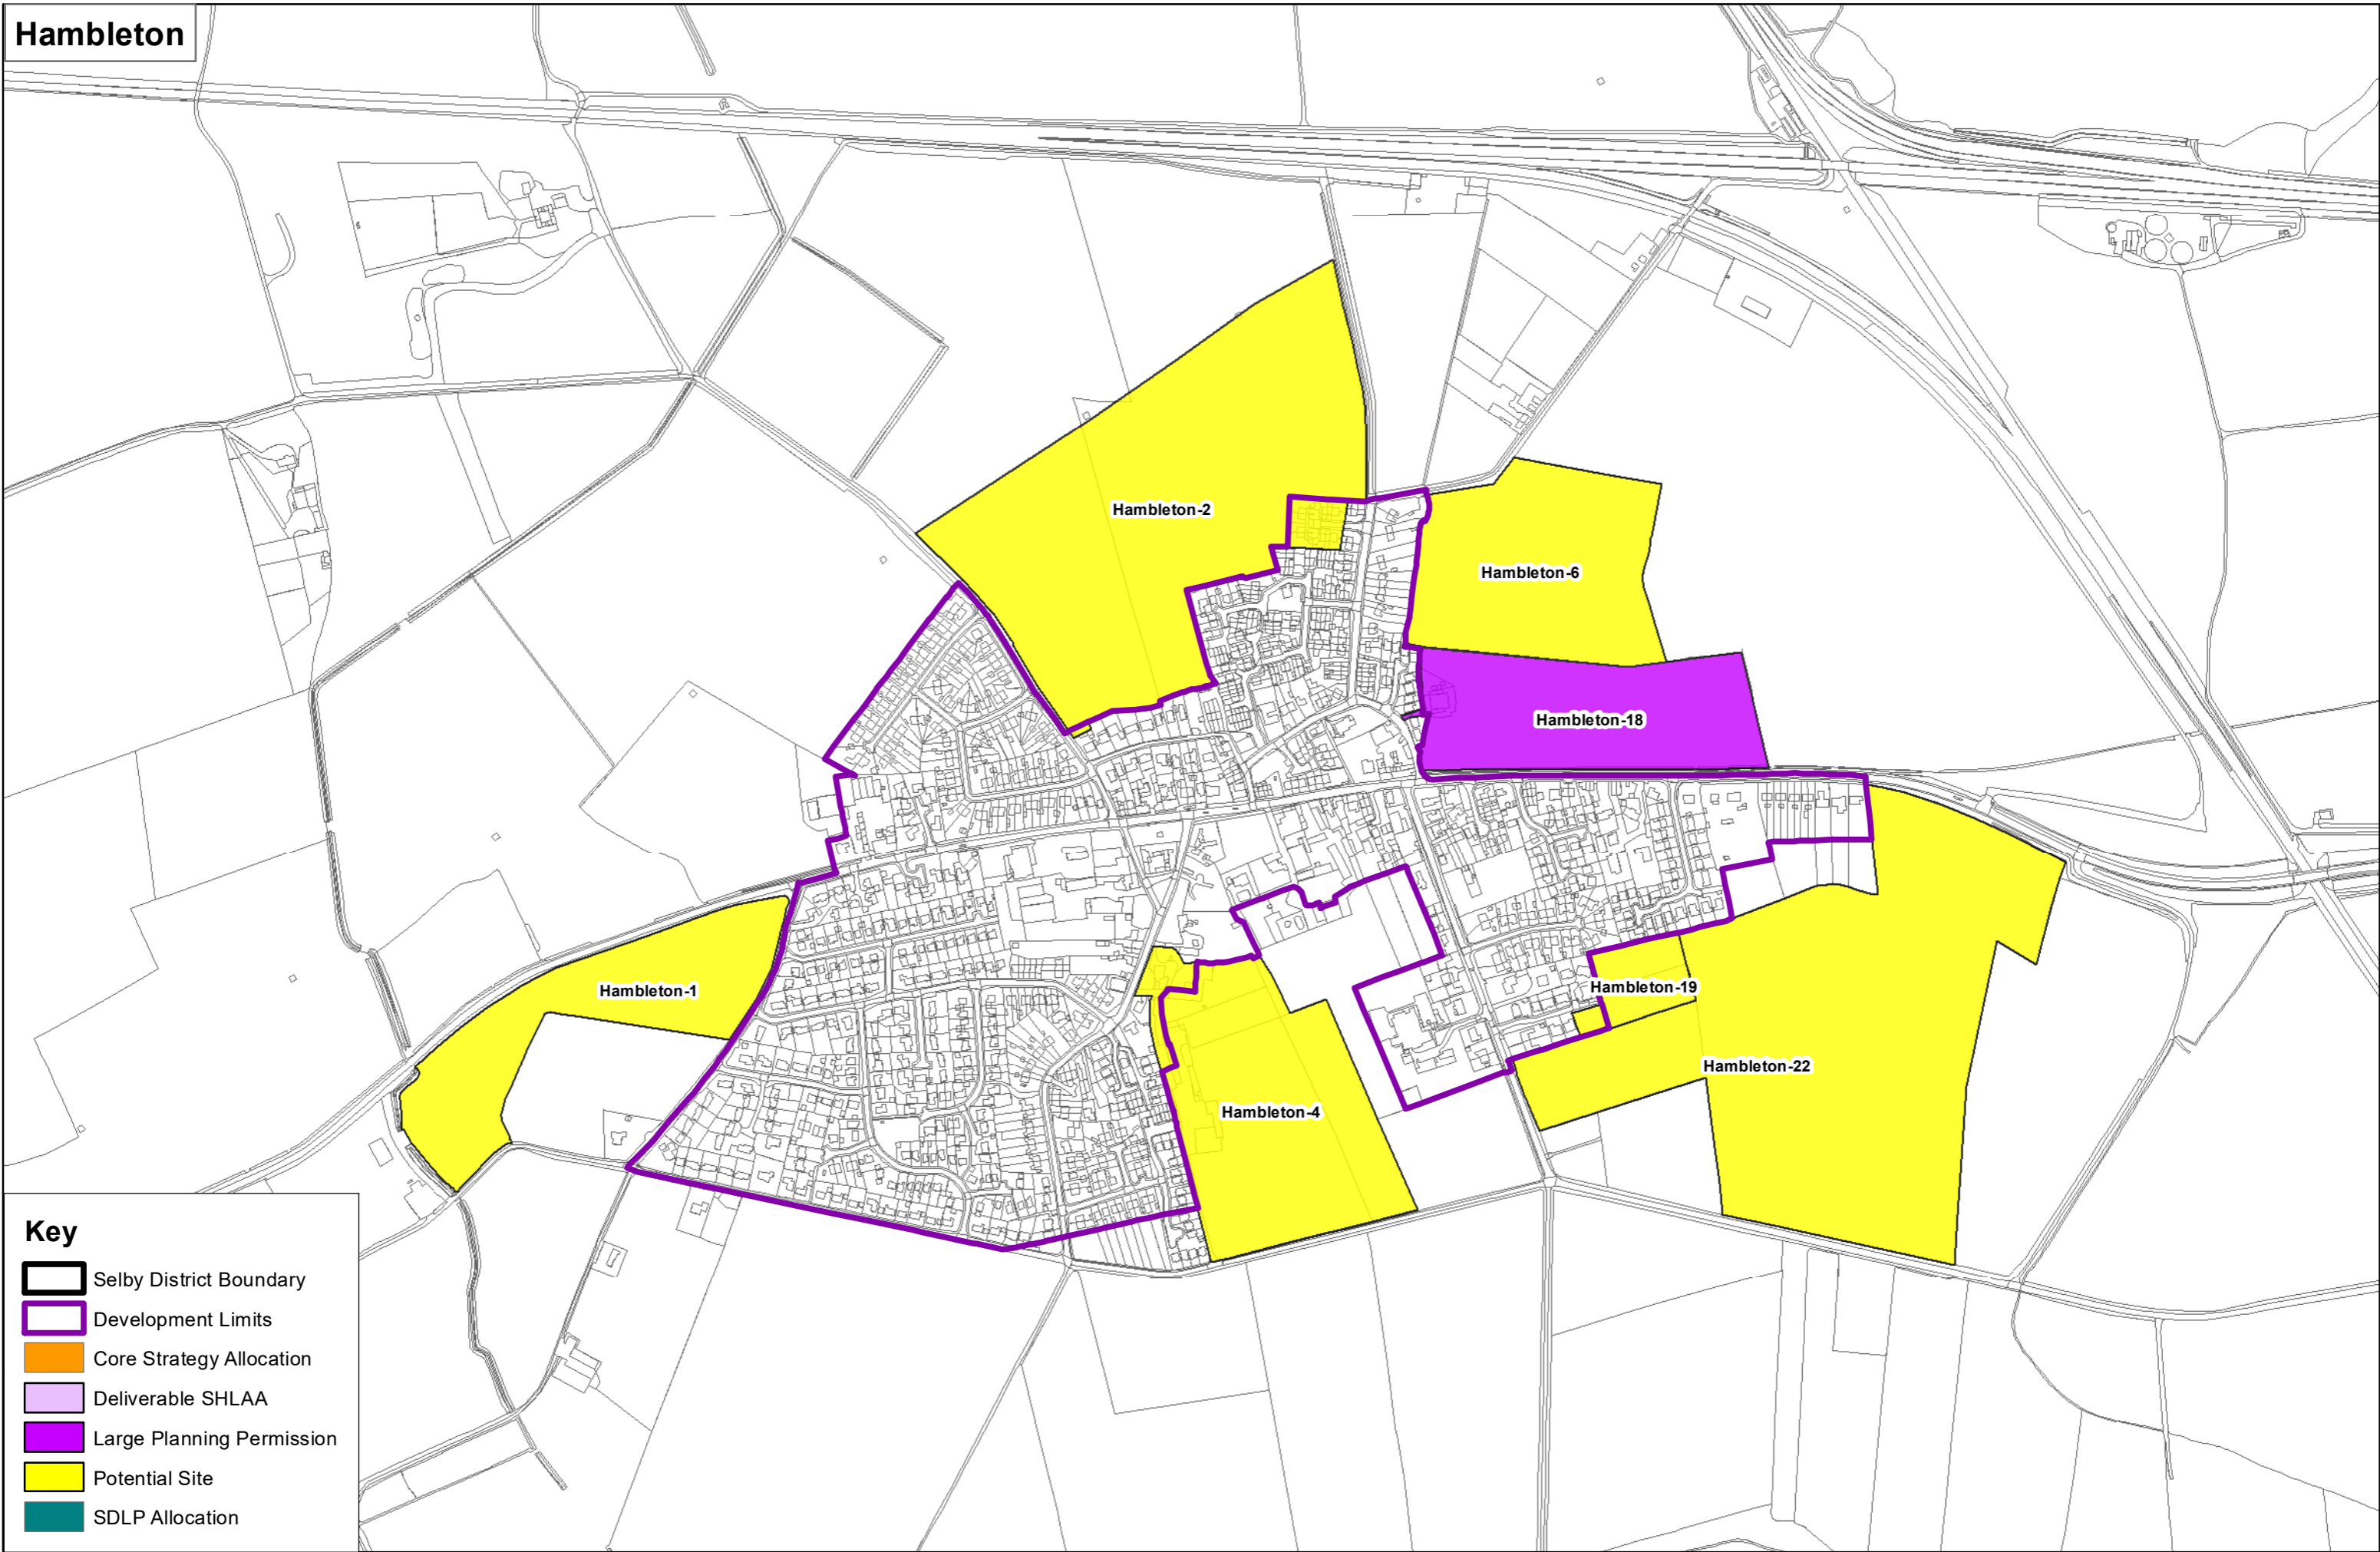 Hambleton
Hambleton-2
Hambleton-6
Hambleton-18
Hambleton-1
Hambleton-19
Hambleton-22
Hambleton-4
Key
Selby District Boundary
Development Limits
Core Strategy Allocation
Deliverable SHLAA
Large Planning Permission
Potential Site
SDLP Allocation